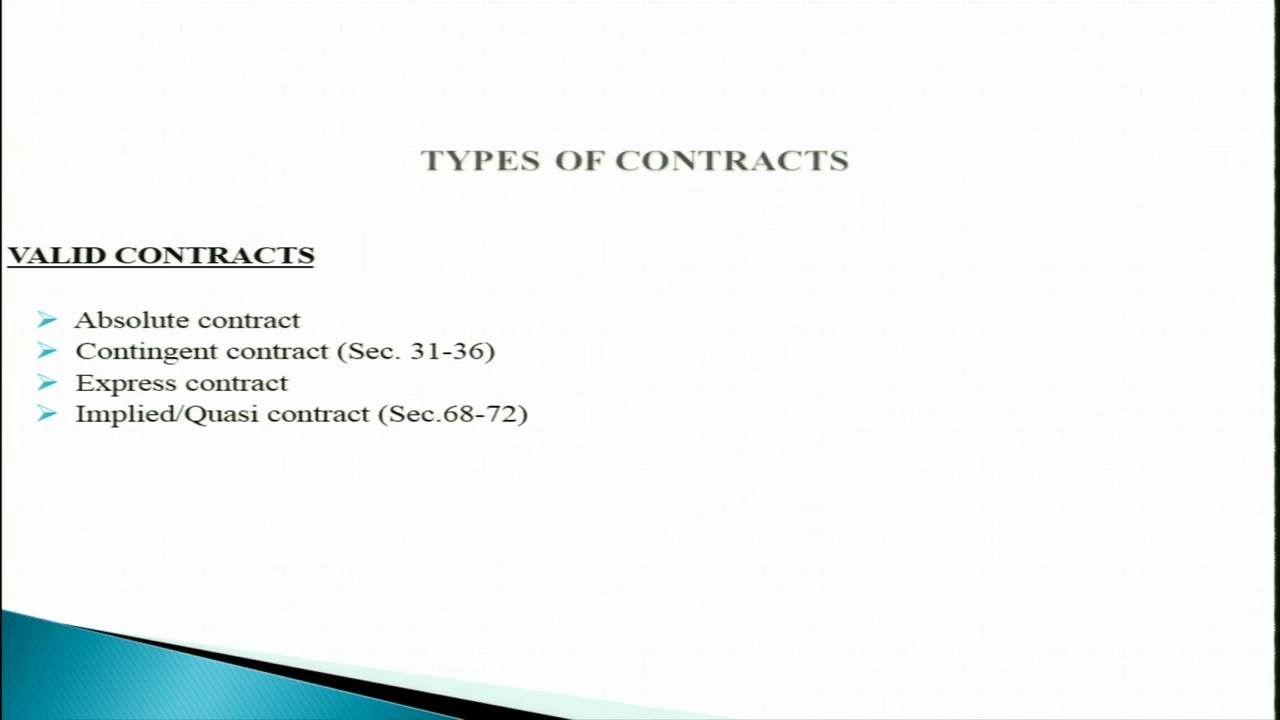 TYPES OF CONTRACTS
VALID CONTRACTS
Absolute contract
Contingent contract (Sec. 31-36)
Express contract
Implied/Quasi contract (Sec.68-72)